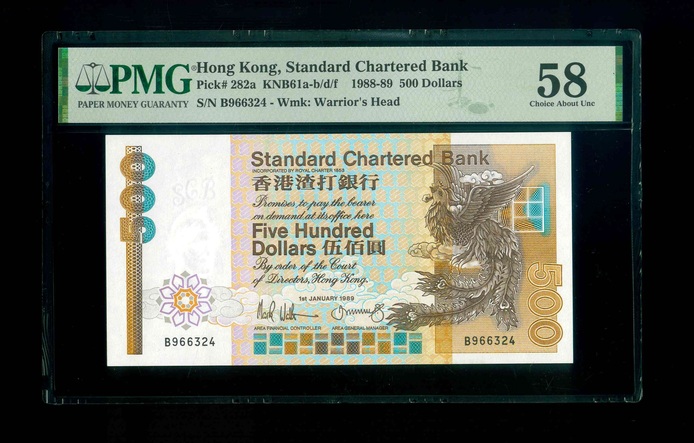 PMG
PAPER MONEY GUARANTY
Hong Kong, Standard Chartered Bank
Pick# 282a KNB61a-b/d/f 1988-89 500 Dollars
S/N B966324 - Wmk: Warrior's Head
58
Choice About Unc
500
Standard Chartered Bank
INCORPORATED BY ROYAL CHARTER 1853
香港渣打銀行
Promises to pay the bearer
on demand at its office here
Five Hundred
Dollars 伍佰圓
By order of the Court
of Directors, Hong Kong.
1ST JANUARY 1989
AREA FINANCIAL CONTROLLER AREA GENERAL MANAGER
B966324
B966324
500